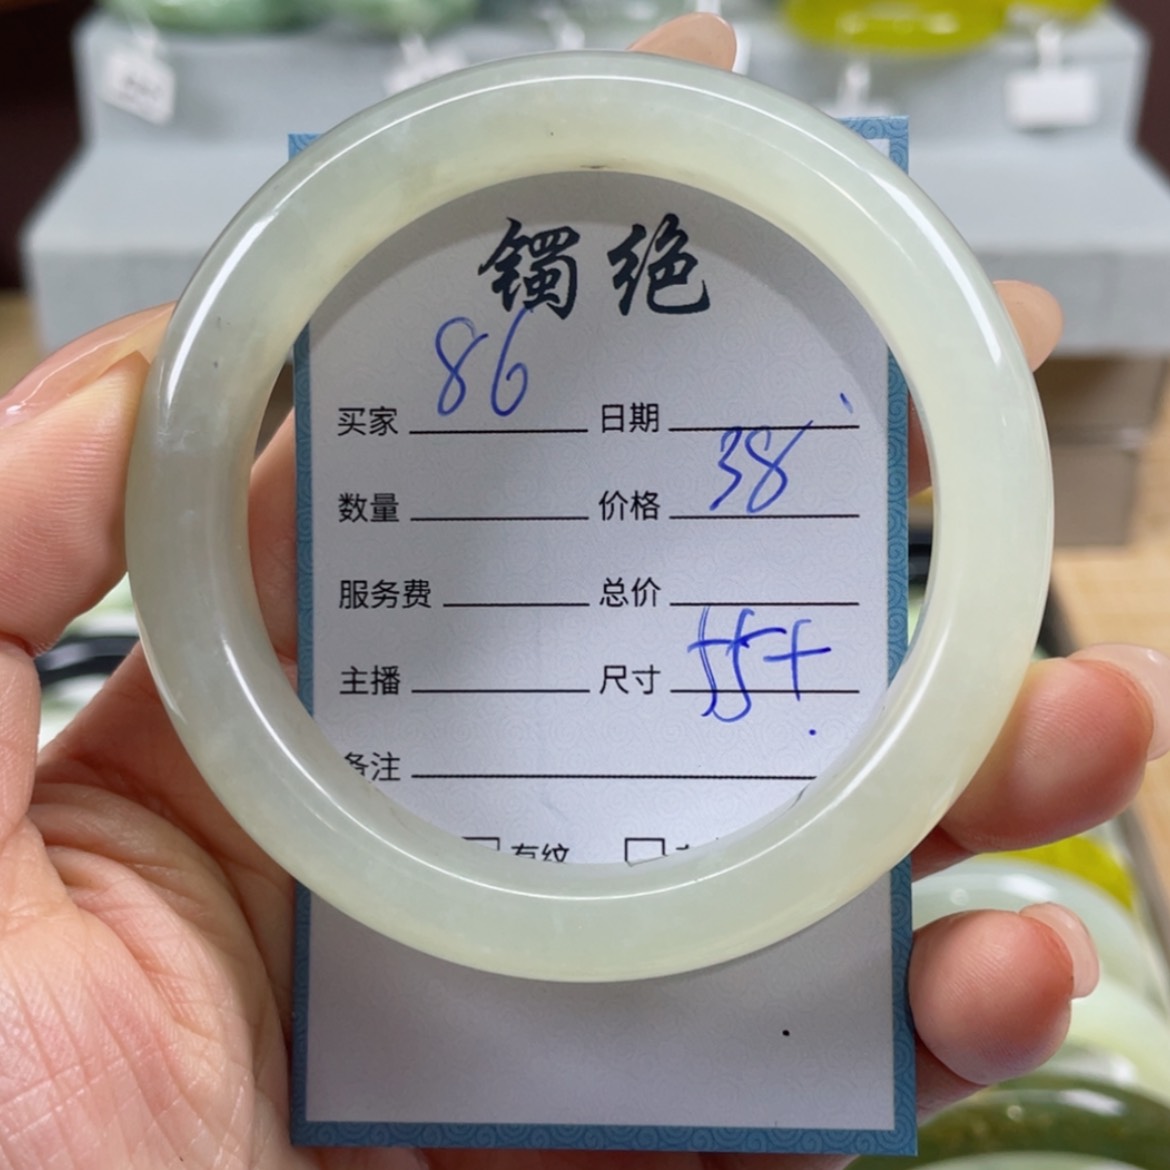 镯绝
买家 86 日期
数量 价格 38
服务费 总价
主播 尺寸 55+
备注
有纹